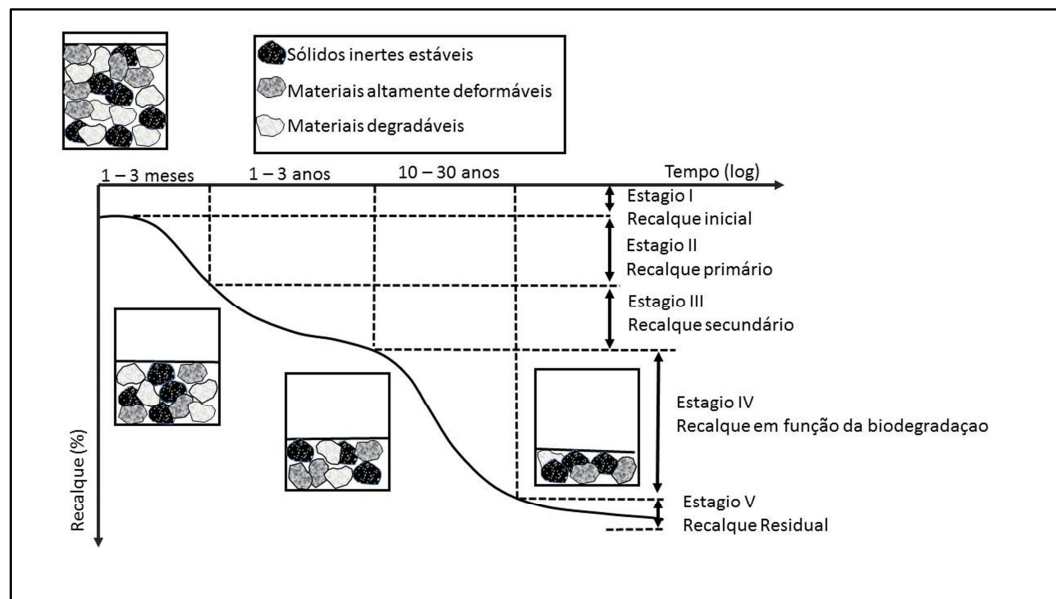 Sólidos inertes estáveis
Materiais altamente deformáveis
Materiais degradáveis
1 – 3 meses
1 – 3 anos
10 – 30 anos
Tempo (log)
Estagio I
Recalque inicial
Estagio II
Recalque primário
Estagio III
Recalque secundário
Estagio IV
Recalque em função da biodegradaçao
Estagio V
Recalque Residual
Recalque (%)